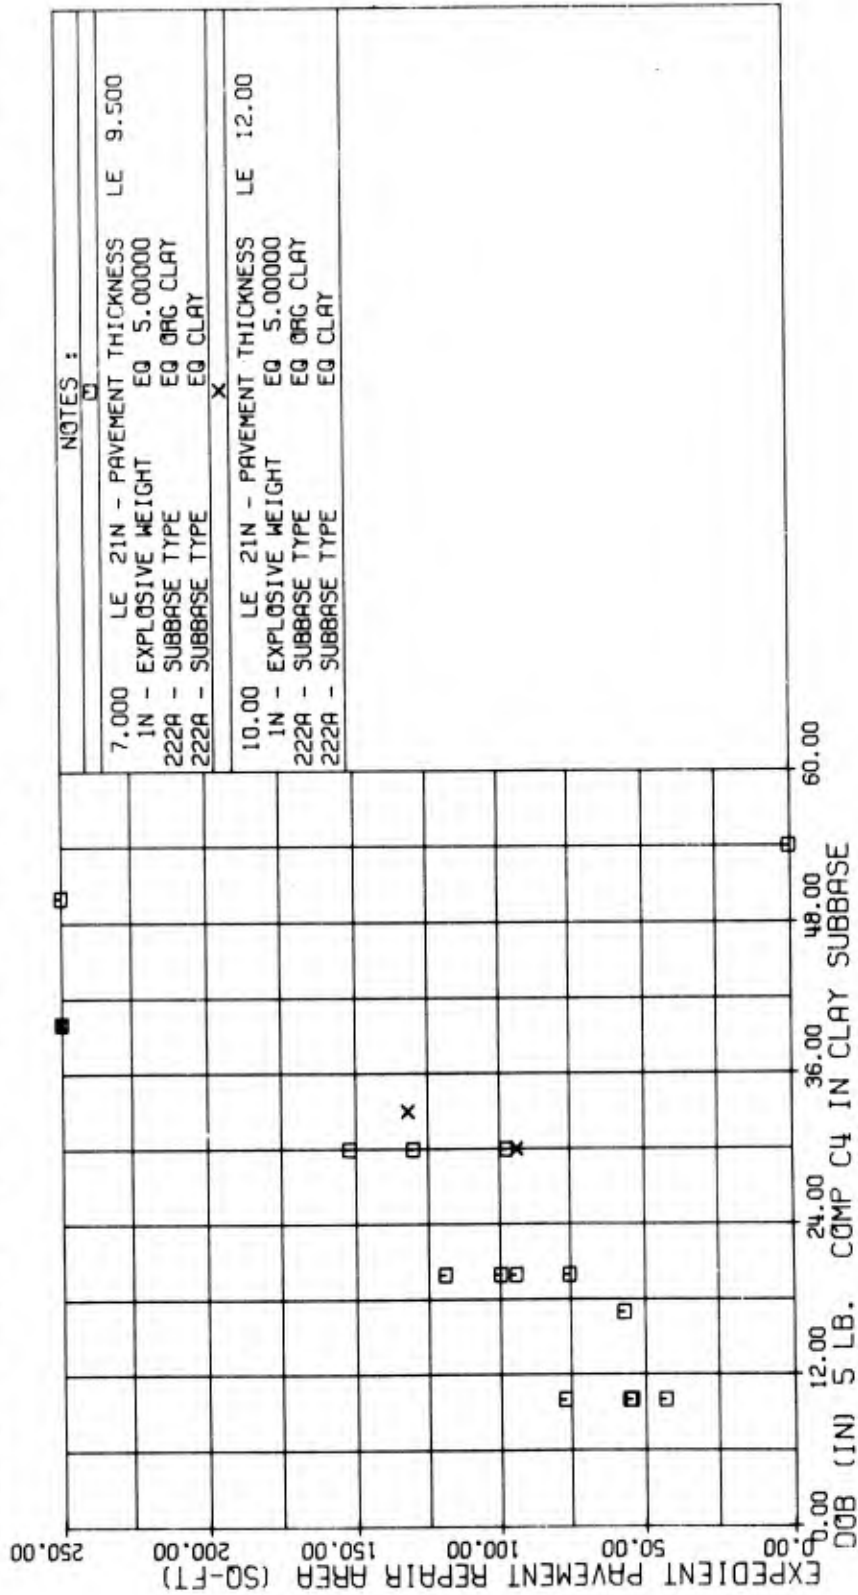 NOTES :
7.000 LE 21N - PAVEMENT THICKNESS LE 9.500
1N - EXPLOSIVE WEIGHT EQ 5.00000
222A - SUBBASE TYPE EQ ORG CLAY
222A - SUBBASE TYPE EQ CLAY
10.00 LE 21N - PAVEMENT THICKNESS LE 12.00
1N - EXPLOSIVE WEIGHT EQ 5.00000
222A - SUBBASE TYPE EQ ORG CLAY
222A - SUBBASE TYPE EQ CLAY
EXPEDIENT PAVEMENT REPAIR AREA (SQ-FT)
250.00
200.00
150.00
100.00
50.00
0.00
0.00 12.00 24.00 36.00 48.00 60.00
DOB (IN) 5 LB. COMP C4 IN CLAY SUBBASE